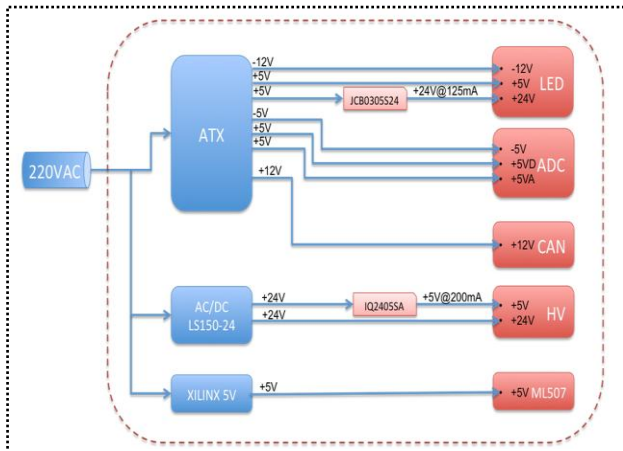 220VAC
ATX
-12V
+5V
+5V
-5V
+5V
+5V
+12V
JCB0305S24
+24V@125mA
-12V
+5V
+24V
LED
-5V
+5VD
+5VA
ADC
+12V
CAN
AC/DC
LS150-24
+24V
+24V
IQ2405SA
+5V@200mA
+5V
+24V
HV
XILINX 5V
+5V
+5V
ML507